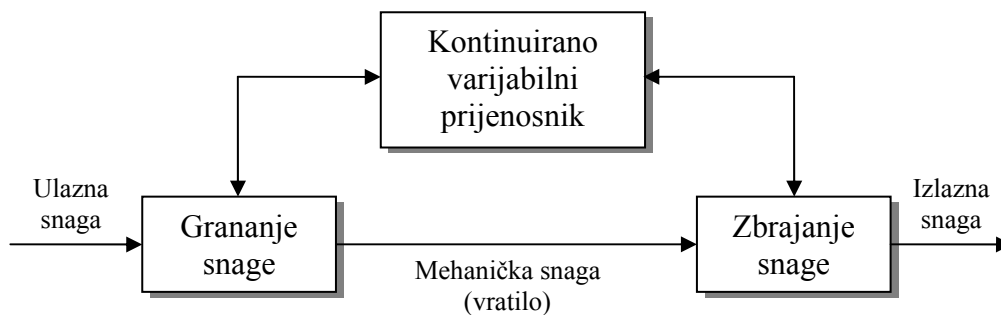 Kontinuirano
varijabilni
prijenosnik
Ulazna
snaga
Grananje
snage
Mehanička snaga
(vratilo)
Zbrajanje
snage
Izlazna
snaga